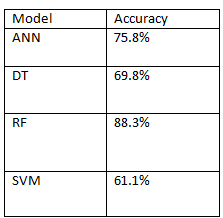 Model Accuracy
ANN 75.8%
DT 69.8%
RF 88.3%
SVM 61.1%